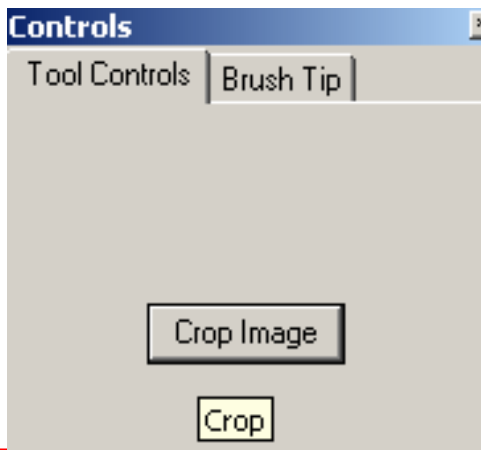 Controls
Tool Controls
Brush Tip
Crop Image
Crop